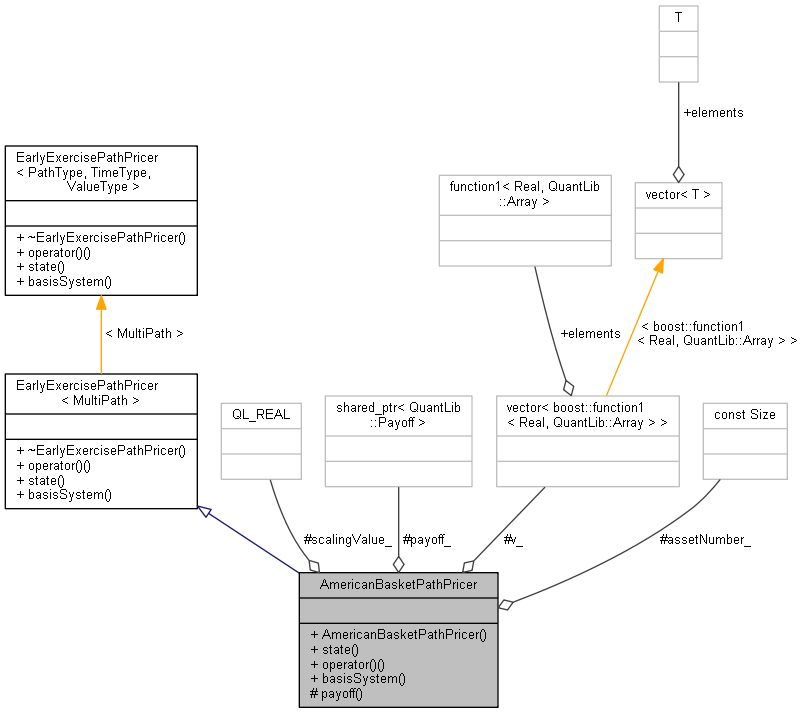 T
+elements
EarlyExercisePathPricer
< PathType, TimeType,
ValueType >
+ ~EarlyExercisePathPricer()
+ operator()()
+ state()
+ basisSystem()
function1< Real, QuantLib
::Array >
vector< T >
< MultiPath >
+elements
< boost::function1
< Real, QuantLib::Array > >
EarlyExercisePathPricer
< MultiPath >
+ ~EarlyExercisePathPricer()
+ operator()()
+ state()
+ basisSystem()
QL_REAL
shared_ptr< QuantLib
::Payoff >
vector< boost::function1
< Real, QuantLib::Array > >
const Size
#scalingValue_
#payoff_
#v_
#assetNumber_
AmericanBasketPathPricer
+ AmericanBasketPathPricer()
+ state()
+ operator()()
+ basisSystem()
# payoff()